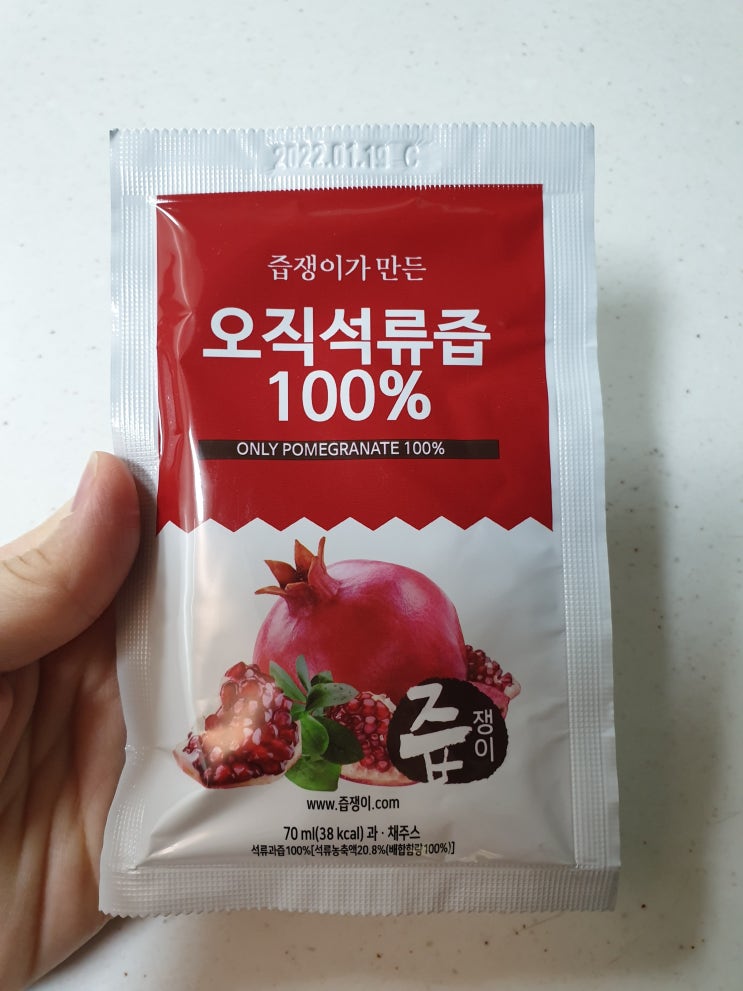 2022.01.19 C
즙쟁이가 만든
오직석류즙
100%
ONLY POMEGRANATE 100%
즙쟁이
www.즙쟁이.com
70 ml(38 kcal) 과·채주스
석류과즙100%[석류농축액20.8%(배합함량100%)]